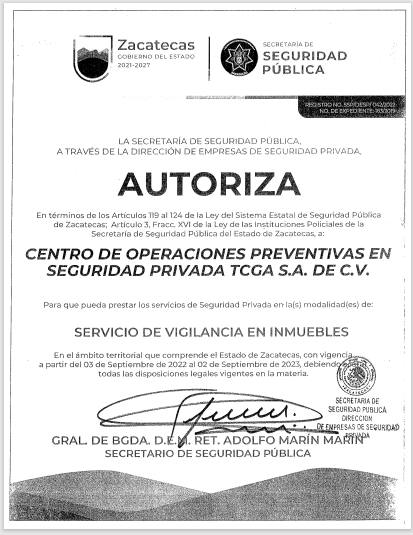 Zacatecas
GOBIERNO DEL ESTADO
2021-2027
SECRETARÍA DE
SEGURIDAD
PÚBLICA
REGISTRO NO. SSP/DESP/042/2022
NO. DE EXPEDIENTE: 163/2019
LA SECRETARÍA DE SEGURIDAD PÚBLICA,
A TRAVÉS DE LA DIRECCIÓN DE EMPRESAS DE SEGURIDAD PRIVADA,
AUTORIZA
En términos de los Artículos 119 al 124 de la Ley del Sistema Estatal de Seguridad Pública
de Zacatecas; Artículo 3, Fracc. XVI de la Ley de las Instituciones Policiales de la
Secretaría de Seguridad Pública del Estado de Zacatecas, a:
CENTRO DE OPERACIONES PREVENTIVAS EN
SEGURIDAD PRIVADA TCGA S.A. DE C.V.
Para que pueda prestar los servicios de Seguridad Privada en la(s) modalidad(es) de:
SERVICIO DE VIGILANCIA EN INMUEBLES
En el ámbito territorial que comprende el Estado de Zacatecas, con vigencia
a partir del 03 de Septiembre de 2022 al 02 de Septiembre de 2023, debiendo
todas las disposiciones legales vigentes en la materia.
SECRETARIA DE
SEGURIDAD PUBLICA
DIRECCION
DE EMPRESAS DE SEGURIDAD
PRIVADA
GRAL. DE BGDA. D.E.M. RET. ADOLFO MARÍN MARÍN
SECRETARIO DE SEGURIDAD PÚBLICA